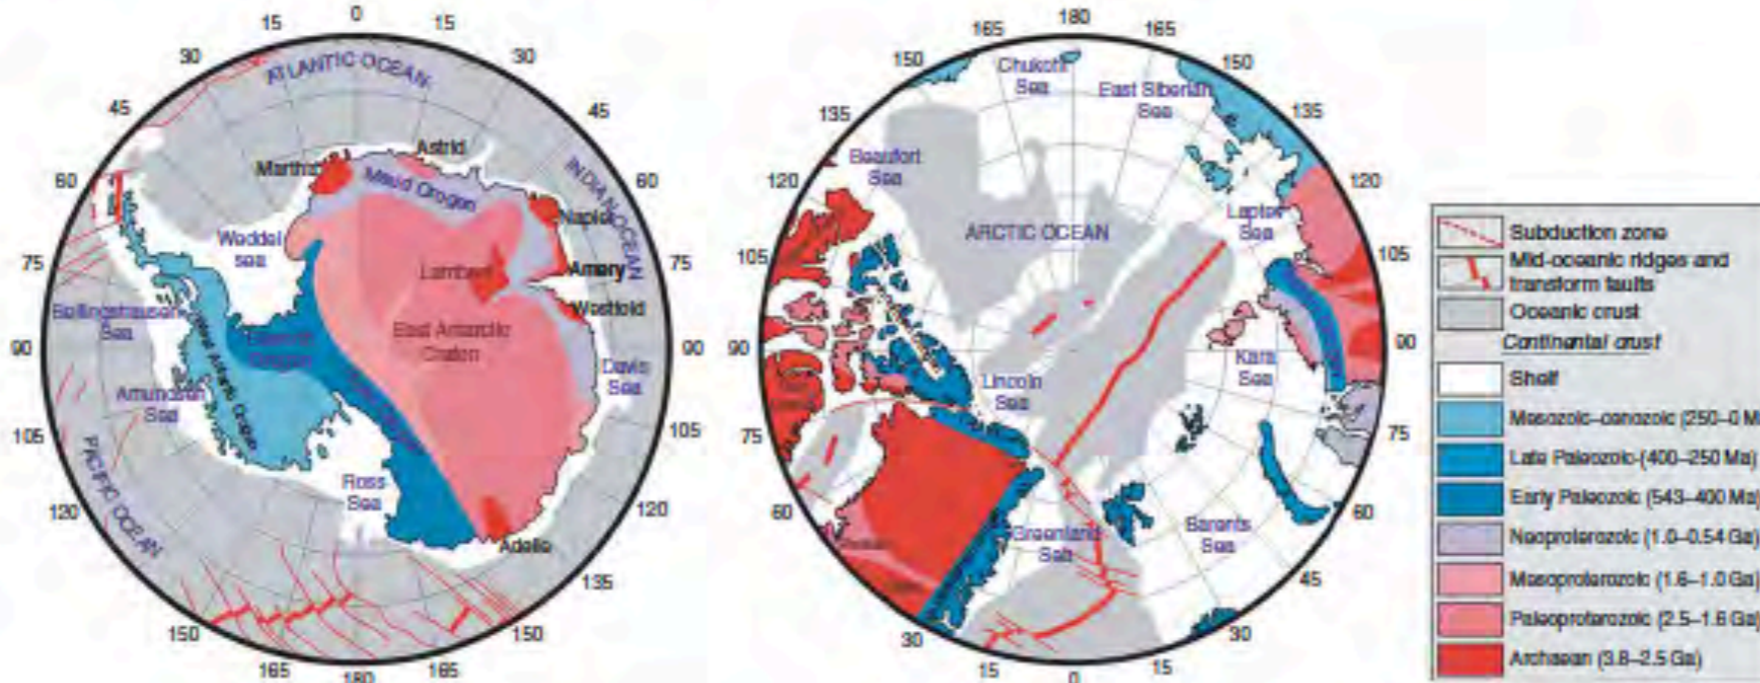 0
15
15
30
30
45
45
60
60
75
75
90
90
105
105
120
120
135
150
150
165
165
180
ATLANTIC OCEAN
INDIAN OCEAN
PACIFIC OCEAN
Martha
Astrid
Maud Orogen
Napier
Weddel
sea
Lambert
Amery
Westfold
Bellingshausen
Sea
East Antarctic
Craton
Davis
Sea
Amundsen
Sea
Ross
Sea
Adelie
180
165
165
150
150
135
135
120
120
105
105
90
90
75
75
60
60
45
30
30
15
15
0
Chukchi
Sea
East Siberian
Sea
Beaufort
Sea
Laptev
Sea
ARCTIC OCEAN
Kara
Sea
Lincoln
Sea
Greenland
Sea
Barents
Sea
Subduction zone
Mid-oceanic ridges and
transform faults
Oceanic crust
Continental crust
Shelf
Mesozoic-cenozoic (250–0 M
Late Paleozoic (400–250 Ma)
Early Paleozoic (543–400 Ma)
Neoproterozoic (1.0–0.54 Ga)
Mesoproterozoic (1.6–1.0 Ga)
Paleoproterozoic (2.5–1.6 Ga)
Archaean (3.8–2.5 Ga)